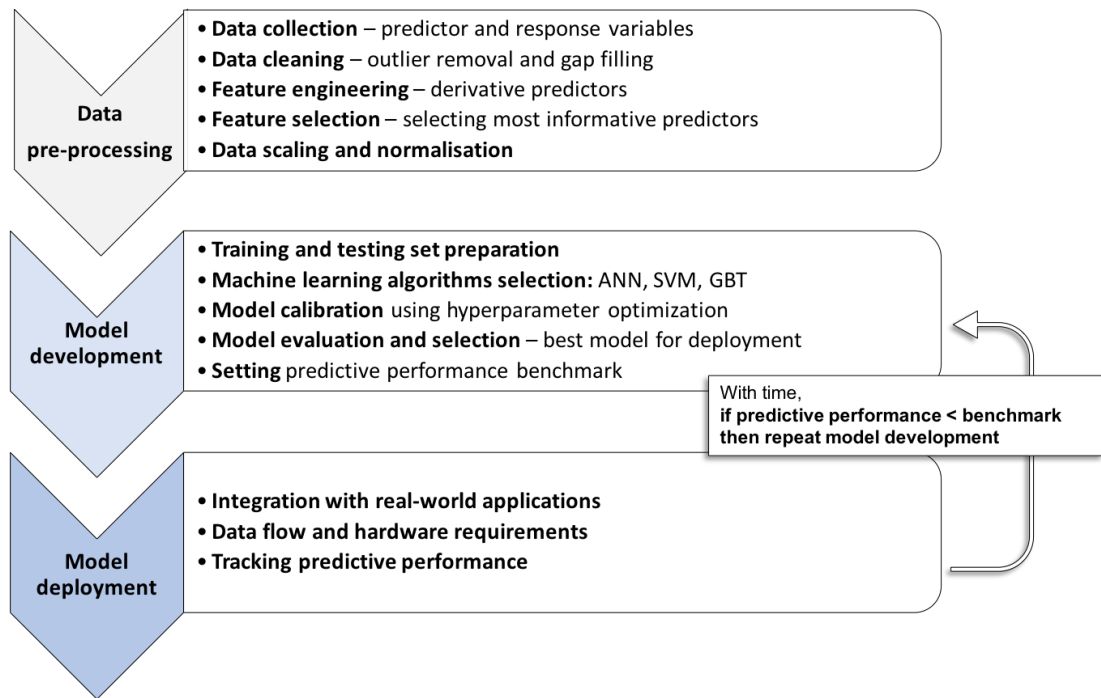 Data
pre-processing
• Data collection – predictor and response variables
• Data cleaning – outlier removal and gap filling
• Feature engineering – derivative predictors
• Feature selection – selecting most informative predictors
• Data scaling and normalisation
Model
development
• Training and testing set preparation
• Machine learning algorithms selection: ANN, SVM, GBT
• Model calibration using hyperparameter optimization
• Model evaluation and selection – best model for deployment
• Setting predictive performance benchmark
With time,
if predictive performance < benchmark
then repeat model development
Model
deployment
• Integration with real-world applications
• Data flow and hardware requirements
• Tracking predictive performance